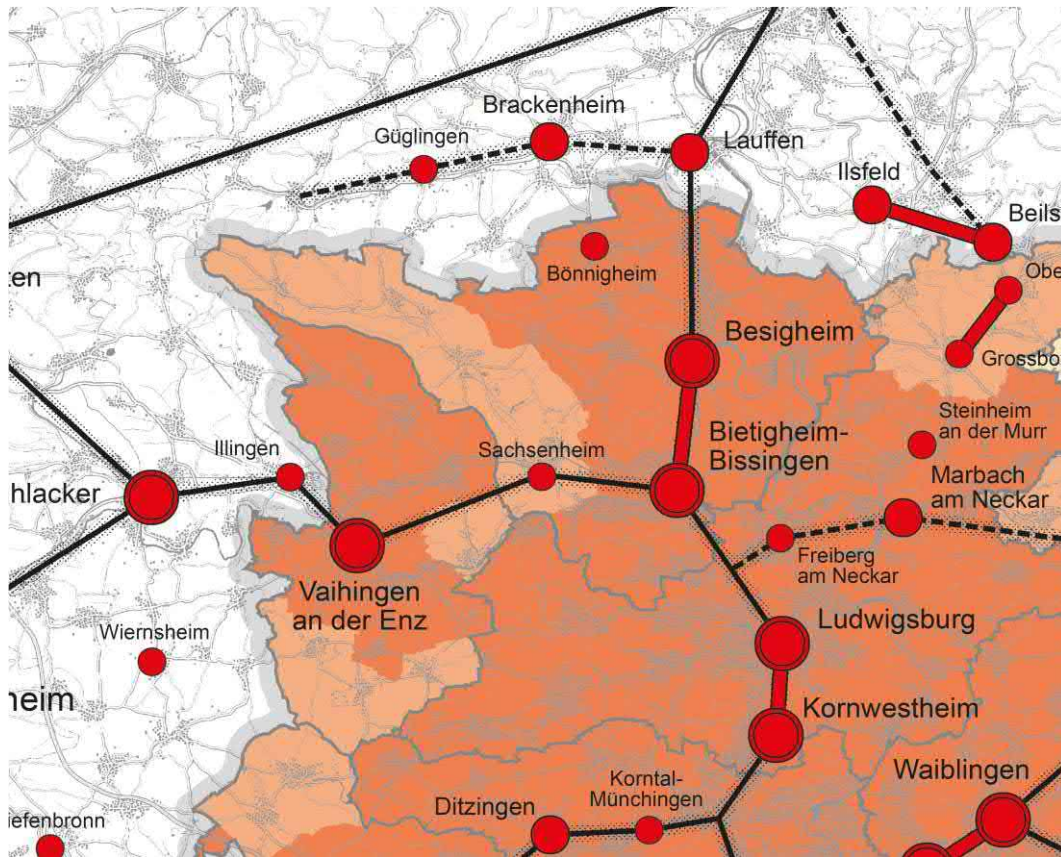 Brackenheim
Güglingen
Lauffen
Ilsfeld
Beils
Obe
ten
Bönnigheim
Besigheim
Grossbo
Steinheim
an der Murr
Illingen
Sachsenheim
Bietigheim-
Bissingen
Marbach
am Neckar
hlacker
Freiberg
am Neckar
Vaihingen
an der Enz
Ludwigsburg
Wiernsheim
heim
Kornwestheim
Waiblingen
Korntal-
Münchingen
Ditzingen
iefenbronn